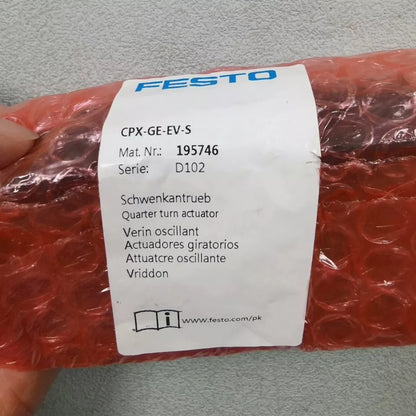 FESTO
CPX-GE-EV-S
Mat. Nr.: 195746
Serie: D102
Schwenkantrueb
Quarter turn actuator
Verin oscillant
Actuadores giratorios
Attuatcre oscillante
Vriddon
www.festo.com/pk